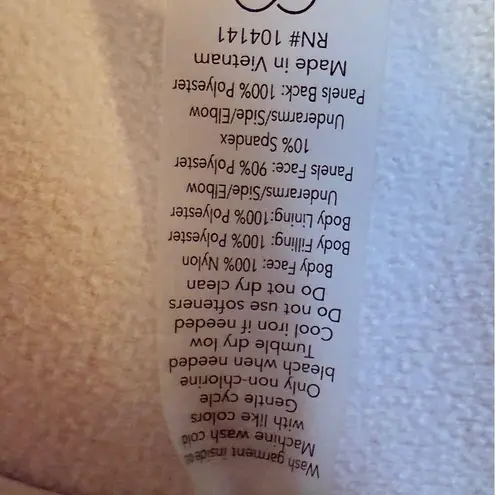 Wash garment inside
Machine wash cold
with like colors
Gentle cycle
Only non-chlorine
bleach when needed
Tumble dry low
Cool iron if needed
Do not use softeners
Do not dry clean
Body Face: 100% Nylon
Body Filling: 100% Polyester
Body Lining:100% Polyester
Underarms/Side/Elbow
Panels Face: 90% Polyester
10% Spandex
Underarms/Side/Elbow
Panels Back: 100% Polyester
Made in Vietnam
RN# 104141